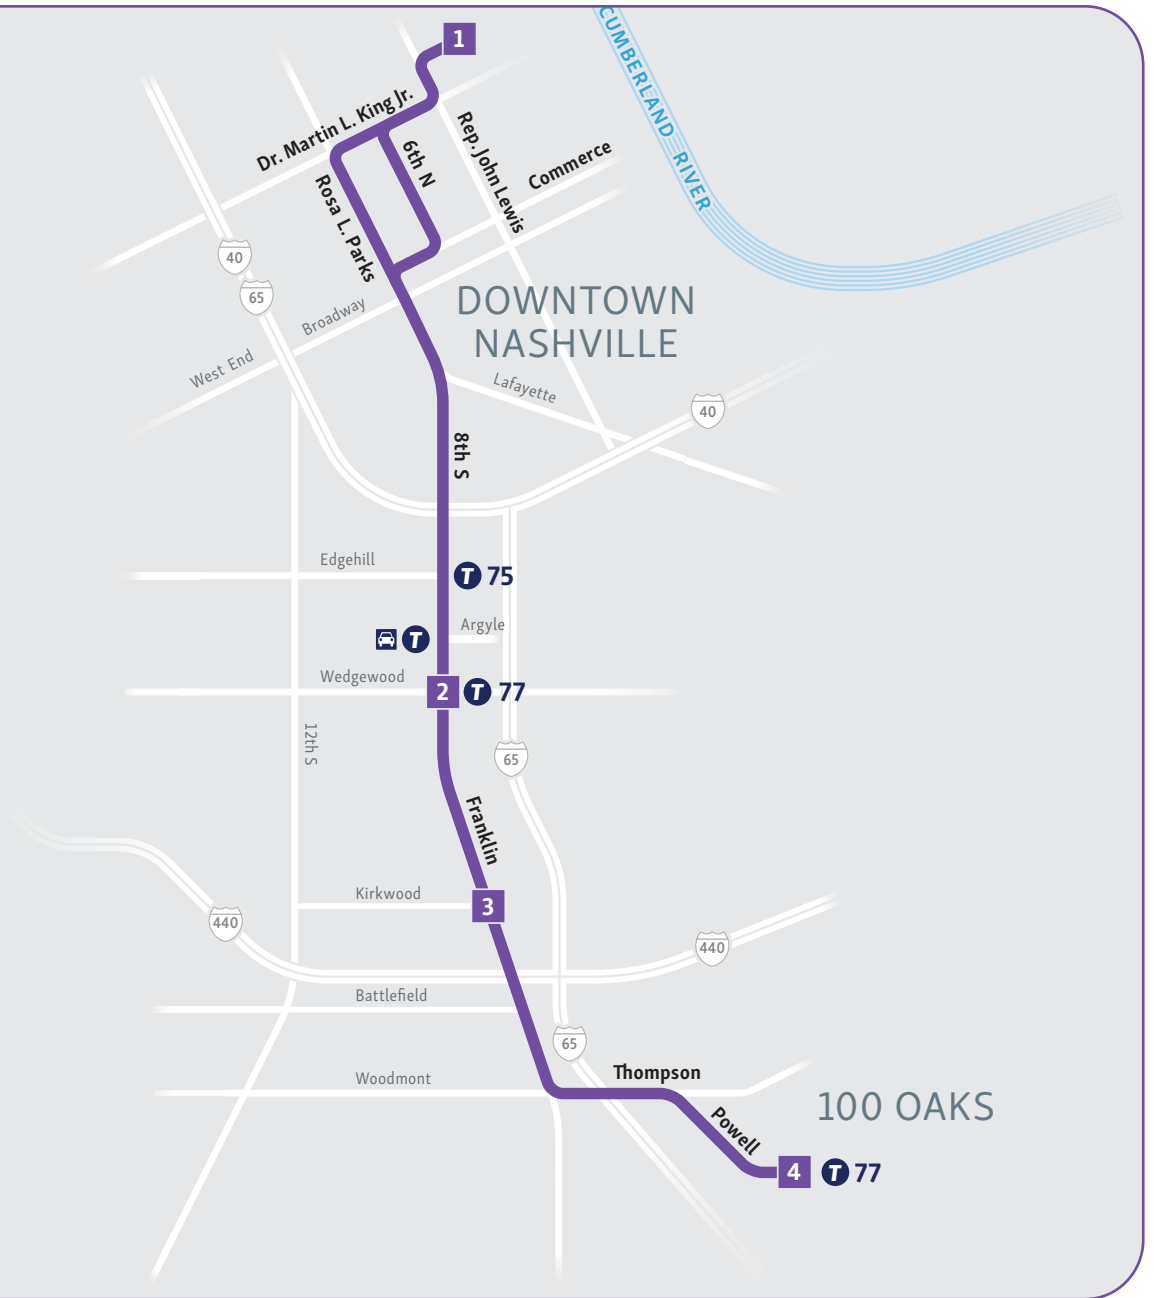 1
CUMBERLAND RIVER
Dr. Martin L. King Jr.
6th N
Rep. John Lewis
Commerce
Rosa L. Parks
40
65
Broadway
DOWNTOWN
NASHVILLE
West End
Lafayette
40
8th S
Edgehill
T 75
Argyle
T
Wedgewood
2 T 77
12th S
65
Franklin
Kirkwood
3
440
440
Battlefield
65
Thompson
Woodmont
100 OAKS
Powell
4 T 77